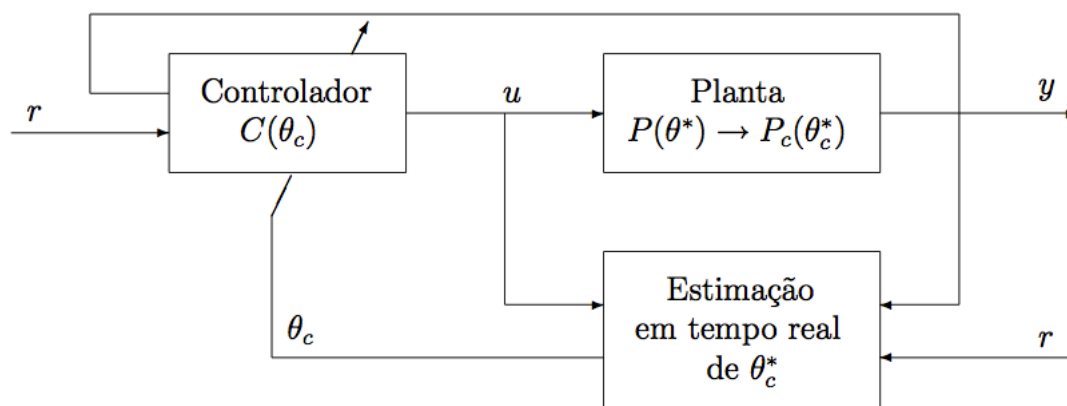 r
Controlador
C(θ_c)
u
Planta
P(θ*) → P_c(θ_c*)
y
θ_c
Estimação
em tempo real
de θ_c*
r